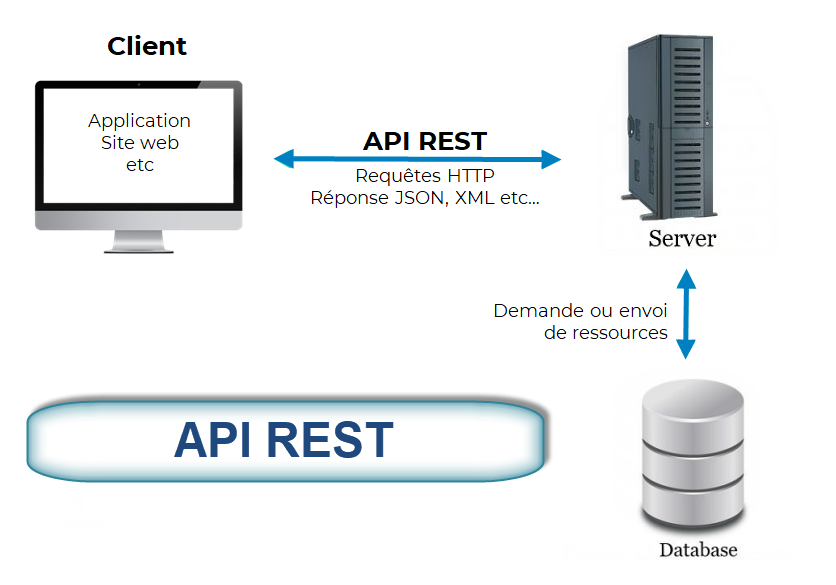 Client
Application
Site web
etc
API REST
Requêtes HTTP
Réponse JSON, XML etc...
Server
Demande ou envoi
de ressources
API REST
Database